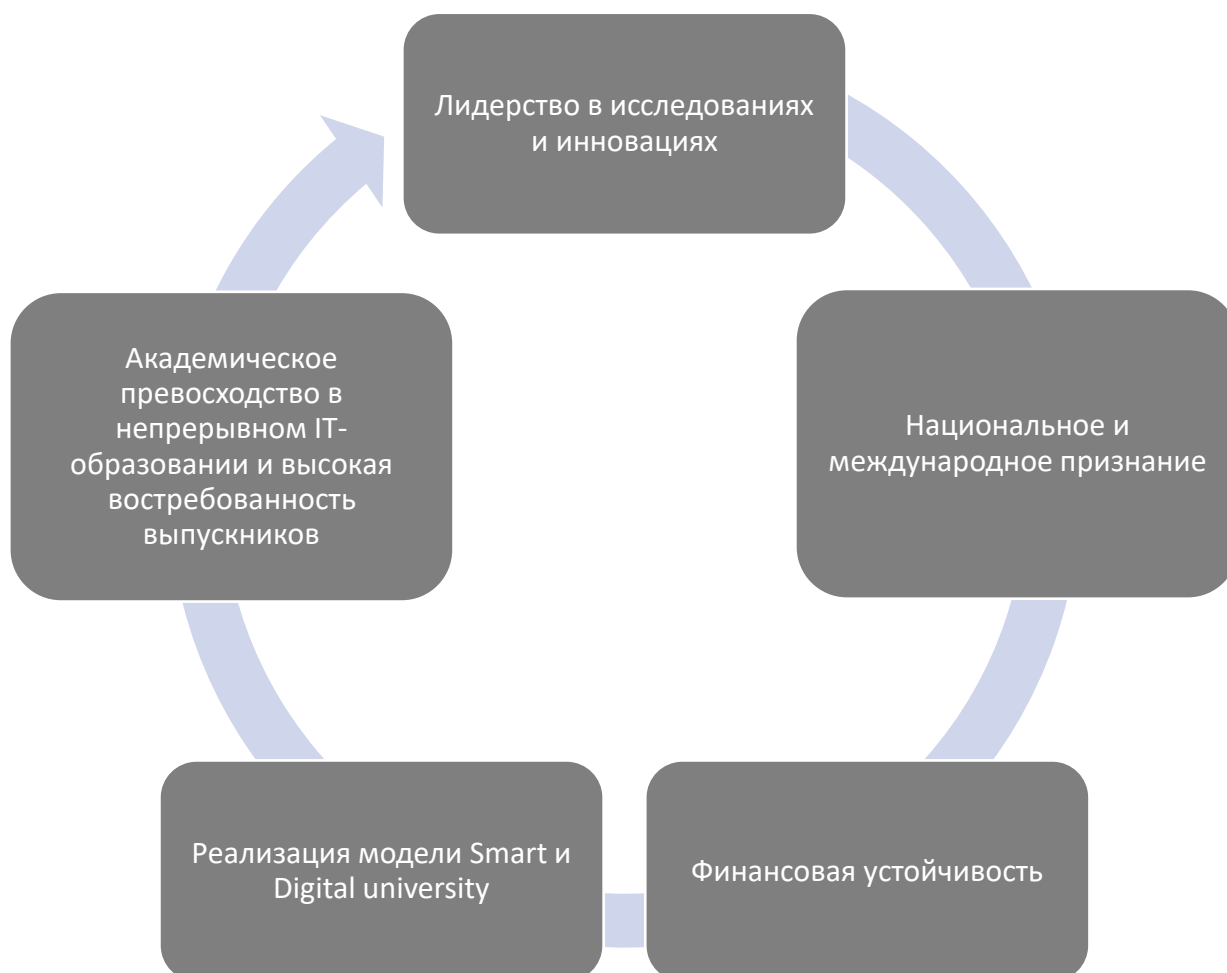 Лидерство в исследованиях
и инновациях
Национальное и
международное признание
Финансовая устойчивость
Реализация модели Smart и
Digital university
Академическое
превосходство в
непрерывном IT-
образовании и высокая
востребованность
выпускников